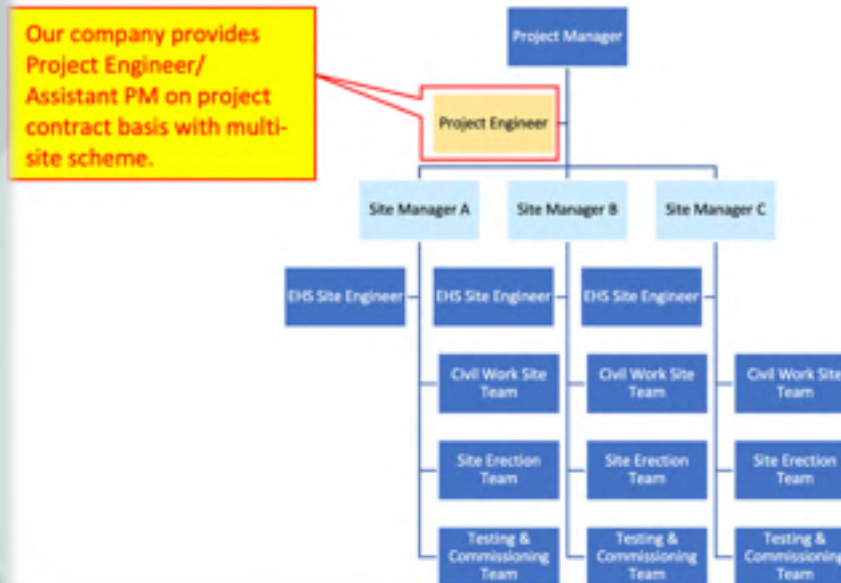 Our company provides
Project Engineer/
Assistant PM on project
contract basis with multi-
site scheme.
Project Manager
Project Engineer
Site Manager A
Site Manager B
Site Manager C
EHS Site Engineer
EHS Site Engineer
EHS Site Engineer
Civil Work Site
Team
Civil Work Site
Team
Civil Work Site
Team
Site Erection
Team
Site Erection
Team
Site Erection
Team
Testing &
Commissioning
Team
Testing &
Commissioning
Team
Testing &
Commissioning
Team